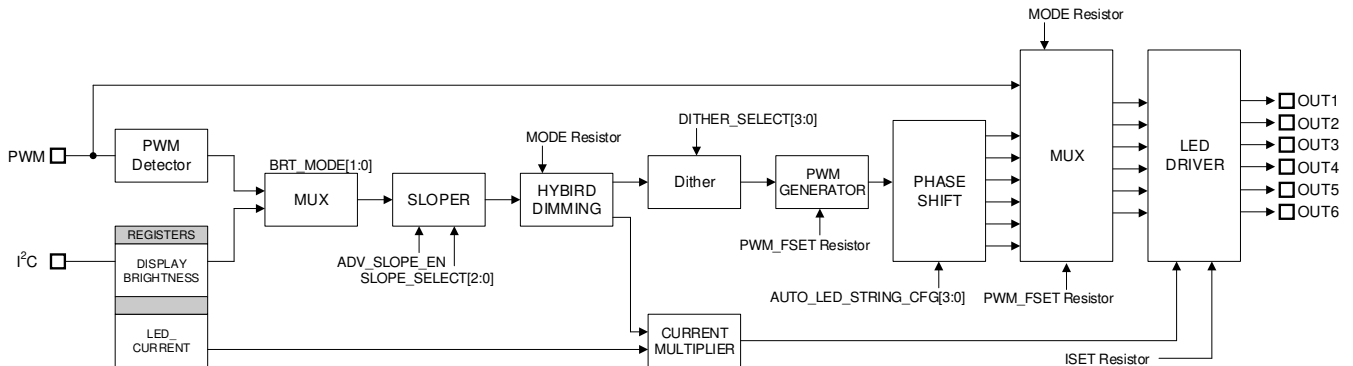 MODE Resistor
OUT1
OUT2
OUT3
OUT4
OUT5
OUT6
PWM
PWM
Detector
BRT_MODE[1:0]
MUX
SLOPER
ADV_SLOPE_EN
SLOPE_SELECT[2:0]
MODE Resistor
HYBIRD
DIMMING
DITHER_SELECT[3:0]
Dither
PWM
GENERATOR
PWM_FSET Resistor
PHASE
SHIFT
AUTO_LED_STRING_CFG[3:0]
MUX
PWM_FSET Resistor
LED
DRIVER
I²C
REGISTERS
DISPLAY
BRIGHTNESS
LED_
CURRENT
CURRENT
MULTIPLIER
ISET Resistor